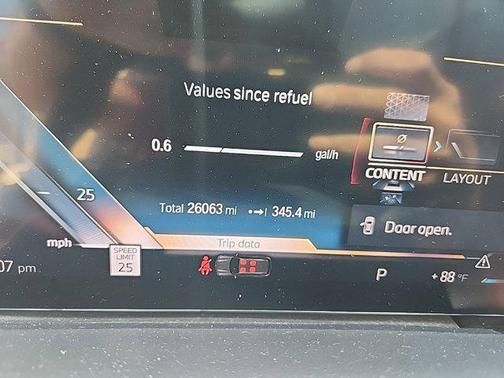 Values since refuel
0.6 gal/h
CONTENT LAYOUT
25
Total 26063 mi 345.4 mi
Door open.
mph
Trip data
SPEED
LIMIT
25
07 pm
P
+88 °F